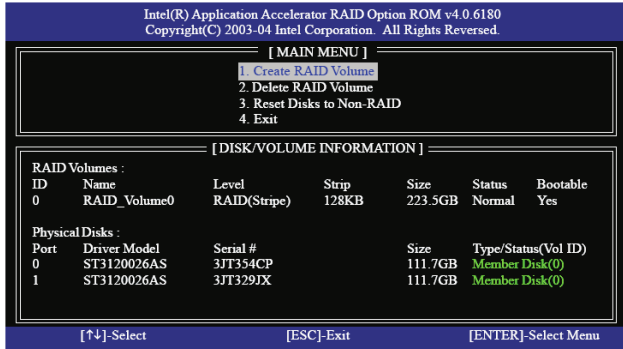 Intel(R) Application Accelerator RAID Option ROM v4.0.6180
Copyright(C) 2003-04 Intel Corporation. All Rights Reversed.
[ MAIN MENU ]
1. Create RAID Volume
2. Delete RAID Volume
3. Reset Disks to Non-RAID
4. Exit
[ DISK/VOLUME INFORMATION ]
RAID Volumes :
ID Name Level Strip Size Status Bootable
0 RAID_Volume0 RAID(Stripe) 128KB 223.5GB Normal Yes
Physical Disks :
Port Driver Model Serial # Size Type/Status(Vol ID)
0 ST3120026AS 3JT354CP 111.7GB Member Disk(0)
1 ST3120026AS 3JT329JX 111.7GB Member Disk(0)
[↑↓]-Select [ESC]-Exit [ENTER]-Select Menu